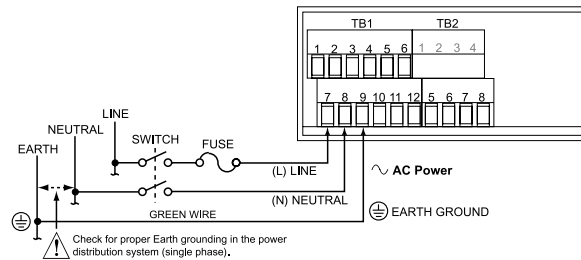 TB1 TB2
1 2 3 4 5 6 1 2 3 4
7 8 9 10 11 12 5 6 7 8
LINE
NEUTRAL
EARTH
SWITCH
FUSE
(L) LINE
AC Power
(N) NEUTRAL
GREEN WIRE
EARTH GROUND
! Check for proper Earth grounding in the power
distribution system (single phase).